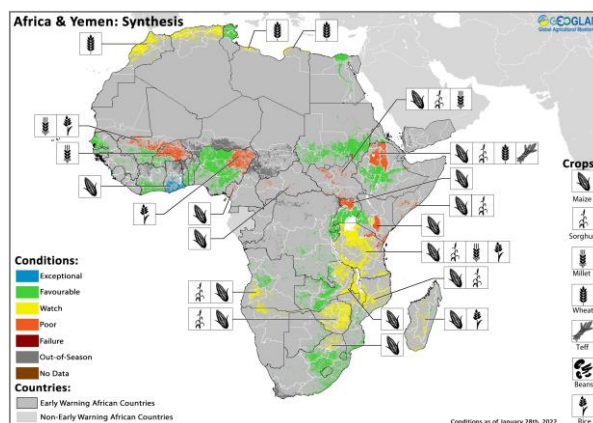 Africa & Yemen: Synthesis
GEOGLAM
Global Agricultural Monitoring
Crops
Maize
Sorghum
Millet
Wheat
Teff
Beans
Rice
Conditions:
Exceptional
Favourable
Watch
Poor
Failure
Out-of-Season
No Data
Countries:
Early Warning African Countries
Non-Early Warning African Countries
Conditions as of January 28th, 2022